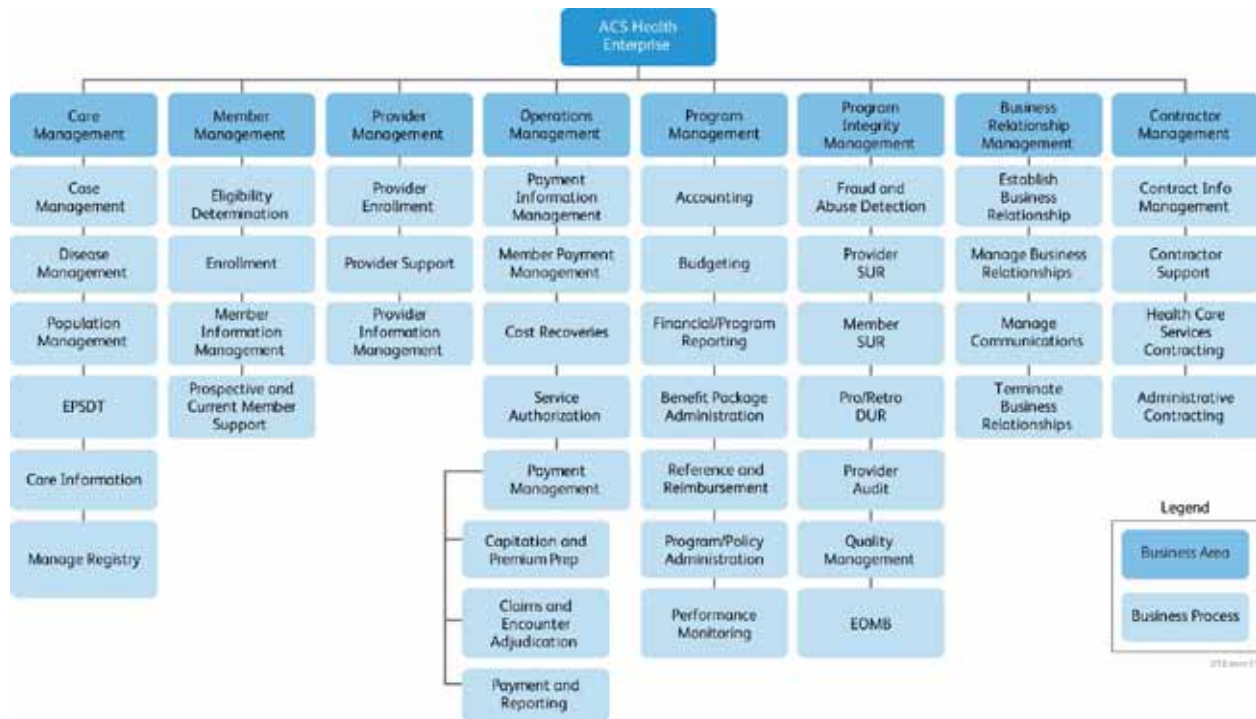 ACS Health
Enterprise
Care
Management
Member
Management
Provider
Management
Operations
Management
Program
Management
Program
Integrity
Management
Business
Relationship
Management
Contractor
Management
Case
Management
Eligibility
Determination
Provider
Enrollment
Payment
Information
Management
Accounting
Fraud and
Abuse Detection
Establish
Business
Relationship
Contract Info
Management
Disease
Management
Enrollment
Provider Support
Member Payment
Management
Budgeting
Provider
SUR
Manage Business
Relationships
Contractor
Support
Population
Management
Member
Information
Management
Provider
Information
Management
Cost Recoveries
Financial/Program
Reporting
Member
SUR
Manage
Communications
Health Care
Services
Contracting
EPSDT
Prospective and
Current Member
Support
Service
Authorization
Benefit Package
Administration
Pro/Retro
DUR
Terminate
Business
Relationships
Administrative
Contracting
Care Information
Payment
Management
Reference and
Reimbursement
Provider
Audit
Manage Registry
Capitation and
Premium Prep
Program/Policy
Administration
Quality
Management
Claims and
Encounter
Adjudication
Performance
Monitoring
EOMB
Payment and
Reporting
Legend
Business Area
Business Process